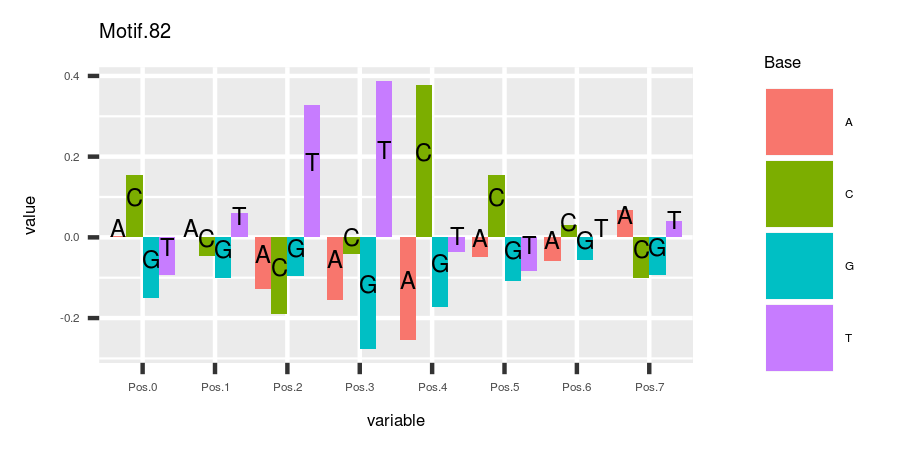 Motif.82
value
0.4
0.2
0.0
-0.2
A C G T A C G T A C G T A C G T A C G T A C G T A C G T A C G T
Pos.0 Pos.1 Pos.2 Pos.3 Pos.4 Pos.5 Pos.6 Pos.7
variable
Base
A
C
G
T